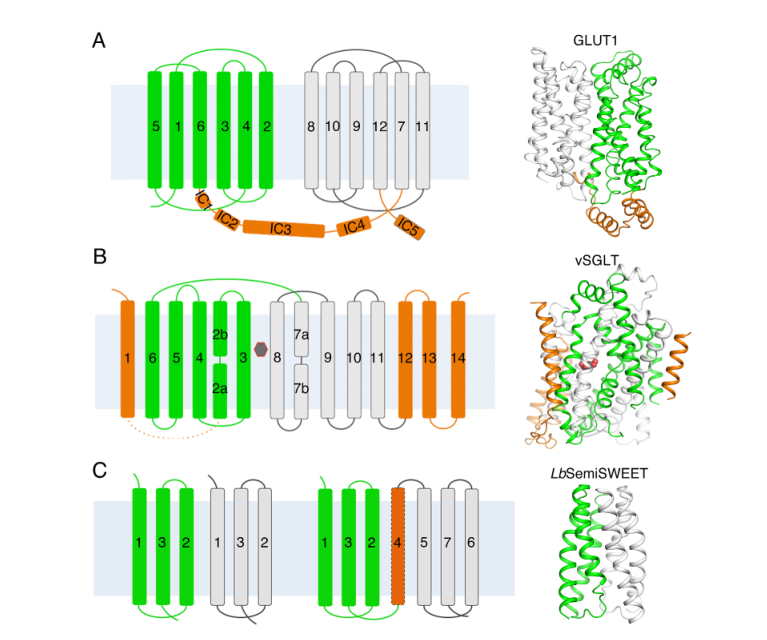 A
GLUT1
5 1 6 3 4 2 8 10 9 12 7 11
IC1 IC2 IC3 IC4 IC5
B
vSGLT
1 6 5 4 2b 3 8 7a 9 10 11 12 13 14
2a 7b
C
LbSemiSWEET
1 3 2 1 3 2 1 3 2 4 5 7 6